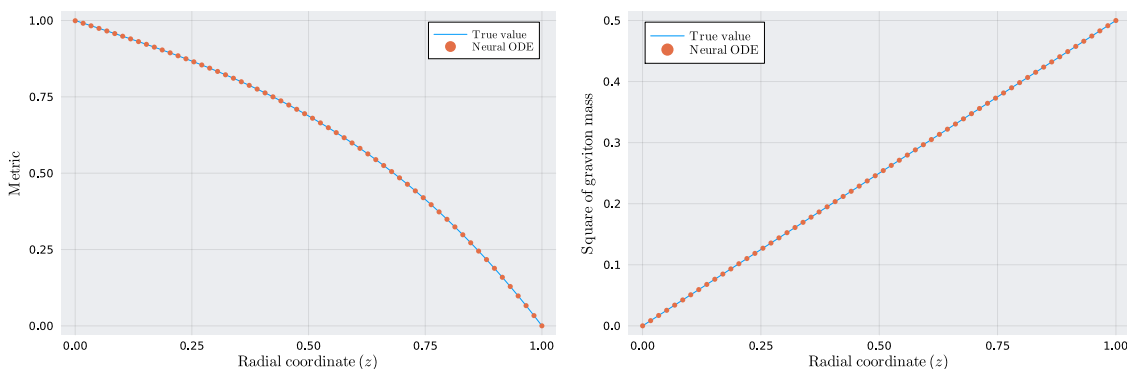 Metric
1.00
0.75
0.50
0.25
0.00
True value
Neural ODE
0.00 0.25 0.50 0.75 1.00
Radial coordinate (z)
Square of graviton mass
0.5
0.4
0.3
0.2
0.1
0.0
True value
Neural ODE
0.00 0.25 0.50 0.75 1.00
Radial coordinate (z)